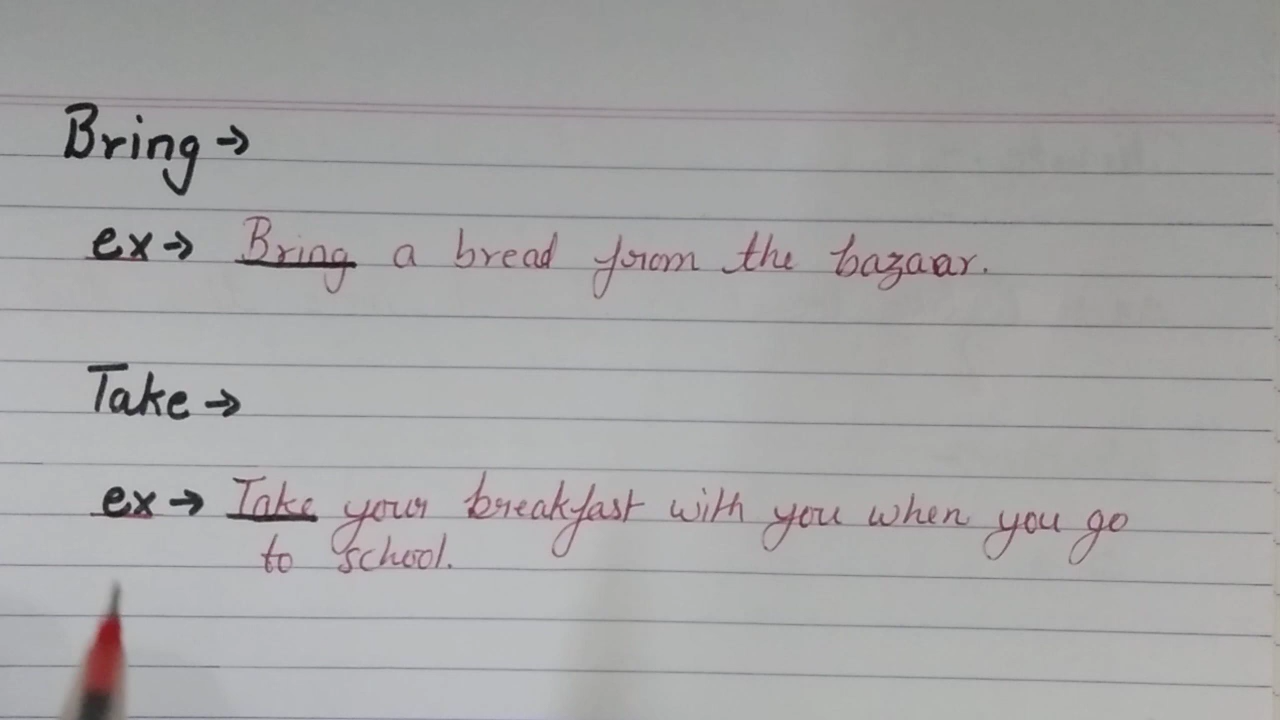 Bring →
ex → Bring a bread from the bazaar.
Take →
ex → Take your breakfast with you when you go
to school.